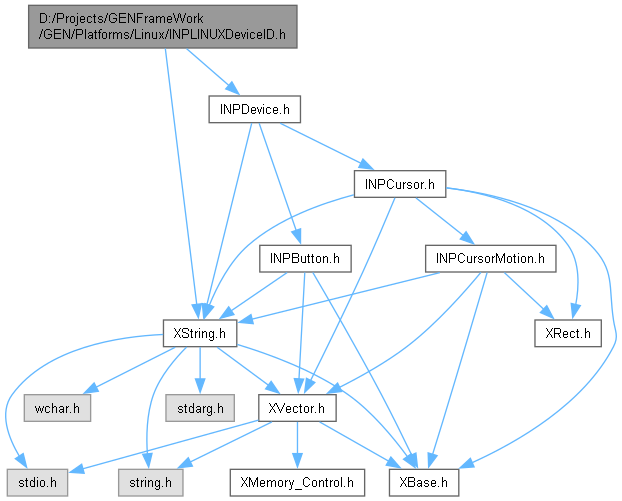 D:/Projects/GENFrameWork
/GEN/Platforms/Linux/INPLINUXDeviceID.h
INPDevice.h
INPCursor.h
INPButton.h
INPCursorMotion.h
XString.h
XRect.h
wchar.h
stdarg.h
XVector.h
stdio.h
string.h
XMemory_Control.h
XBase.h